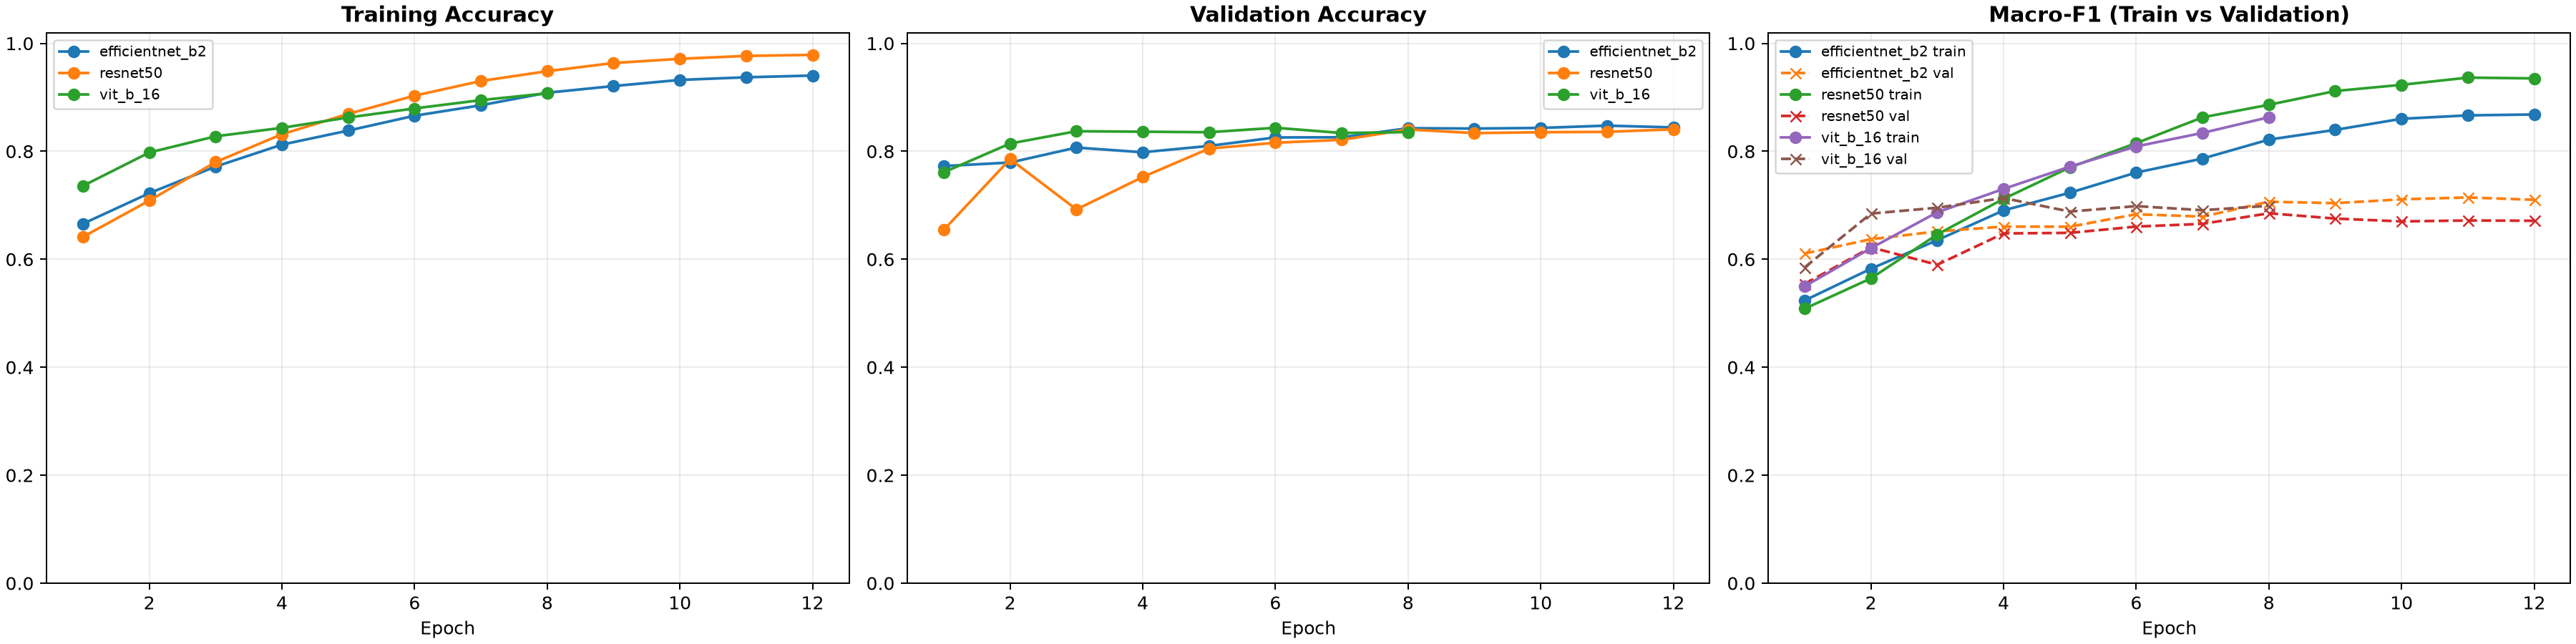 Training Accuracy
efficientnet_b2
resnet50
vit_b_16
1.0
0.8
0.6
0.4
0.2
0.0
2 4 6 8 10 12
Epoch
Validation Accuracy
efficientnet_b2
resnet50
vit_b_16
1.0
0.8
0.6
0.4
0.2
0.0
2 4 6 8 10 12
Epoch
Macro-F1 (Train vs Validation)
efficientnet_b2 train
efficientnet_b2 val
resnet50 train
resnet50 val
vit_b_16 train
vit_b_16 val
1.0
0.8
0.6
0.4
0.2
0.0
2 4 6 8 10 12
Epoch